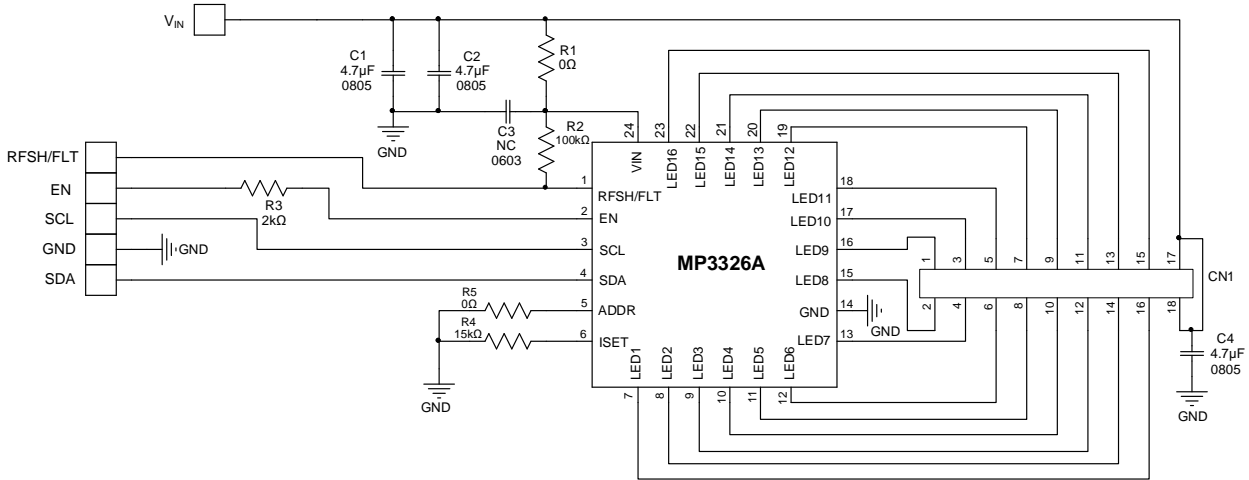 VIN
C1
4.7µF
0805
C2
4.7µF
0805
R1
0Ω
GND
C3
NC
0603
R2
100kΩ
24
23
22
21
20
19
VIN
LED16
LED15
LED14
LED13
LED12
RFSH/FLT
EN
SCL
GND
SDA
R3
2kΩ
GND
1
2
3
4
5
6
RFSH/FLT
EN
SCL
SDA
ADDR
ISET
MP3326A
LED11
LED10
LED9
LED8
GND
LED7
18
17
16
15
14
13
GND
R5
0Ω
R4
15kΩ
GND
LED1
LED2
LED3
LED4
LED5
LED6
7
8
9
10
11
12
1
3
5
7
9
11
13
15
17
2
4
6
8
10
12
14
16
18
CN1
C4
4.7µF
0805
GND